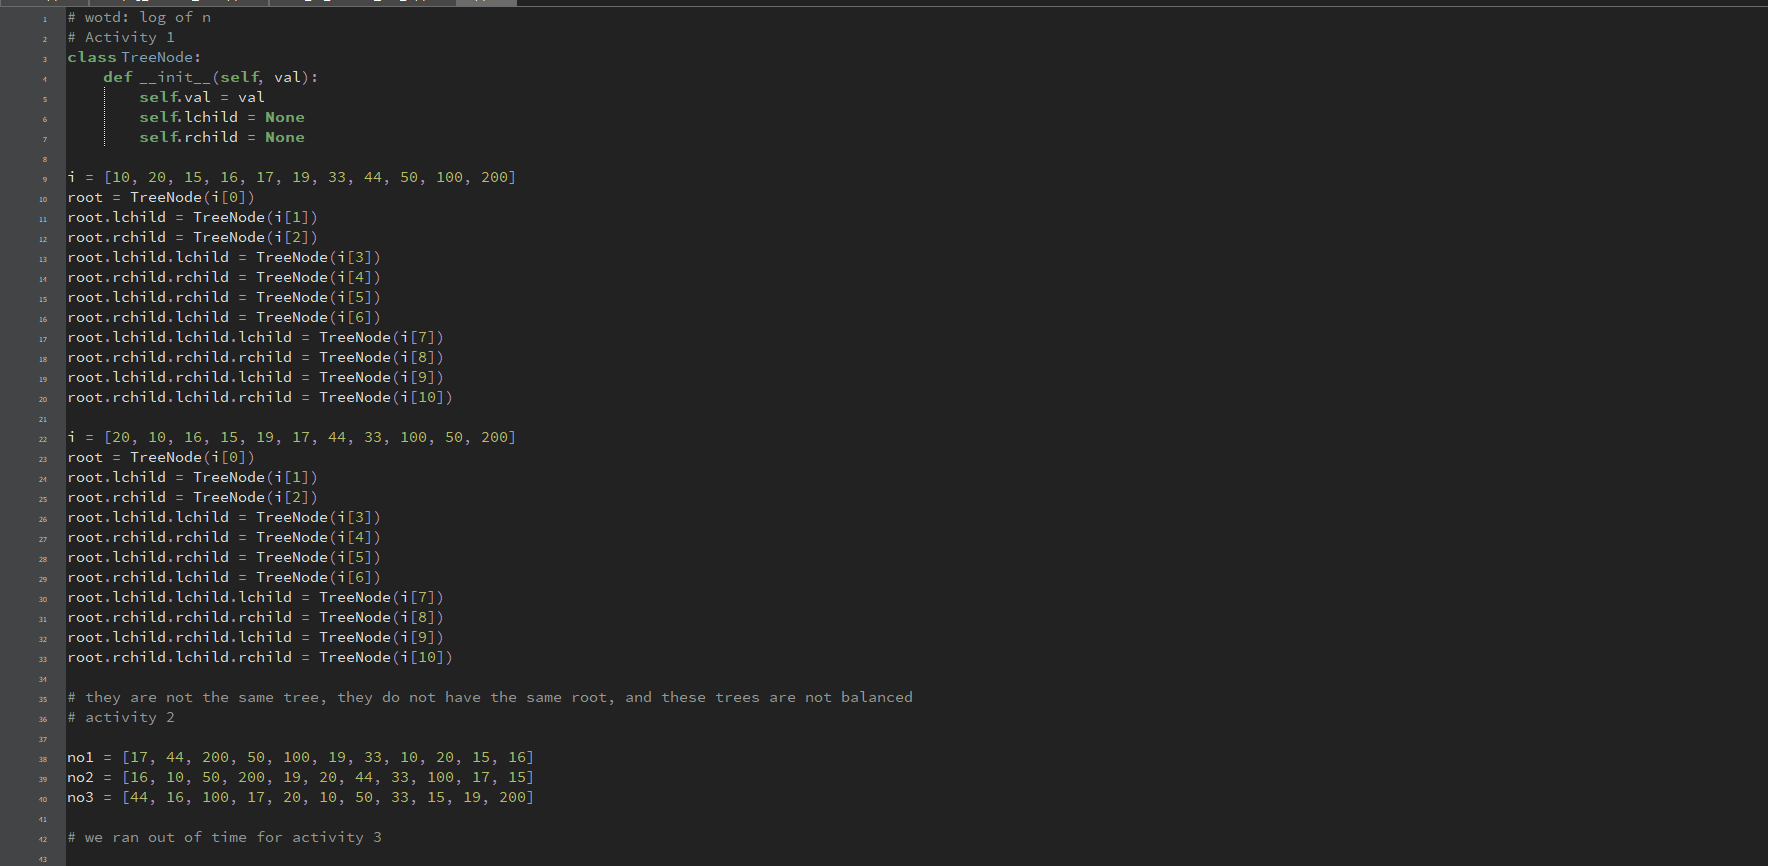 1 # wotd: log of n
2 # Activity 1
3 class TreeNode:
4     def __init__(self, val):
5         self.val = val
6         self.lchild = None
7         self.rchild = None
8
9 i = [10, 20, 15, 16, 17, 19, 33, 44, 50, 100, 200]
10 root = TreeNode(i[0])
11 root.lchild = TreeNode(i[1])
12 root.rchild = TreeNode(i[2])
13 root.lchild.lchild = TreeNode(i[3])
14 root.rchild.rchild = TreeNode(i[4])
15 root.lchild.rchild = TreeNode(i[5])
16 root.rchild.lchild = TreeNode(i[6])
17 root.lchild.lchild.lchild = TreeNode(i[7])
18 root.rchild.rchild.rchild = TreeNode(i[8])
19 root.lchild.rchild.lchild = TreeNode(i[9])
20 root.rchild.lchild.rchild = TreeNode(i[10])
21
22 i = [20, 10, 16, 15, 19, 17, 44, 33, 100, 50, 200]
23 root = TreeNode(i[0])
24 root.lchild = TreeNode(i[1])
25 root.rchild = TreeNode(i[2])
26 root.lchild.lchild = TreeNode(i[3])
27 root.rchild.rchild = TreeNode(i[4])
28 root.lchild.rchild = TreeNode(i[5])
29 root.rchild.lchild = TreeNode(i[6])
30 root.lchild.lchild.lchild = TreeNode(i[7])
31 root.rchild.rchild.rchild = TreeNode(i[8])
32 root.lchild.rchild.lchild = TreeNode(i[9])
33 root.rchild.lchild.rchild = TreeNode(i[10])
34
35 # they are not the same tree, they do not have the same root, and these trees are not balanced
36 # activity 2
37
38 no1 = [17, 44, 200, 50, 100, 19, 33, 10, 20, 15, 16]
39 no2 = [16, 10, 50, 200, 19, 20, 44, 33, 100, 17, 15]
40 no3 = [44, 16, 100, 17, 20, 10, 50, 33, 15, 19, 200]
41
42 # we ran out of time for activity 3
43